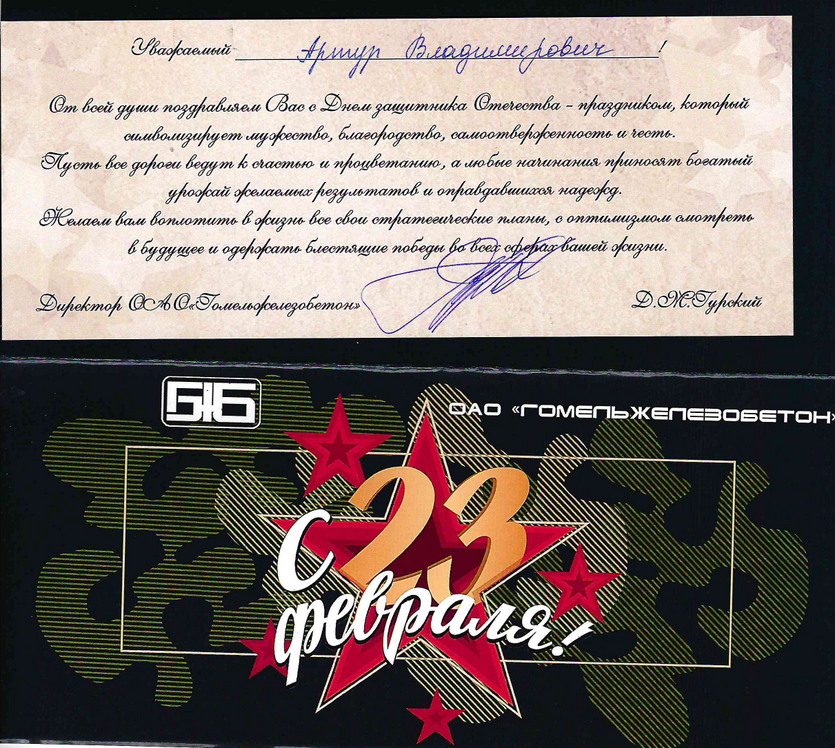 Уважаемый Артур Владимирович!
От всей души поздравляем Вас с Днем защитника Отечества – праздником, который
символизирует мужество, благородство, самоотверженность и честь.
Пусть все дороги ведут к счастью и процветанию, а любые начинания приносят богатый
урожай желаемых результатов и оправдавшихся надежд.
Желаем вам воплотить в жизнь все свои стратегические планы, с оптимизмом смотреть
в будущее и одержать блестящие победы во всех сферах вашей жизни.
Директор ОАО«Гомельжелезобетон» Д.М.Гурский
ОАО «ГОМЕЛЬЖЕЛЕЗОБЕТОН»
С 23
февраля!